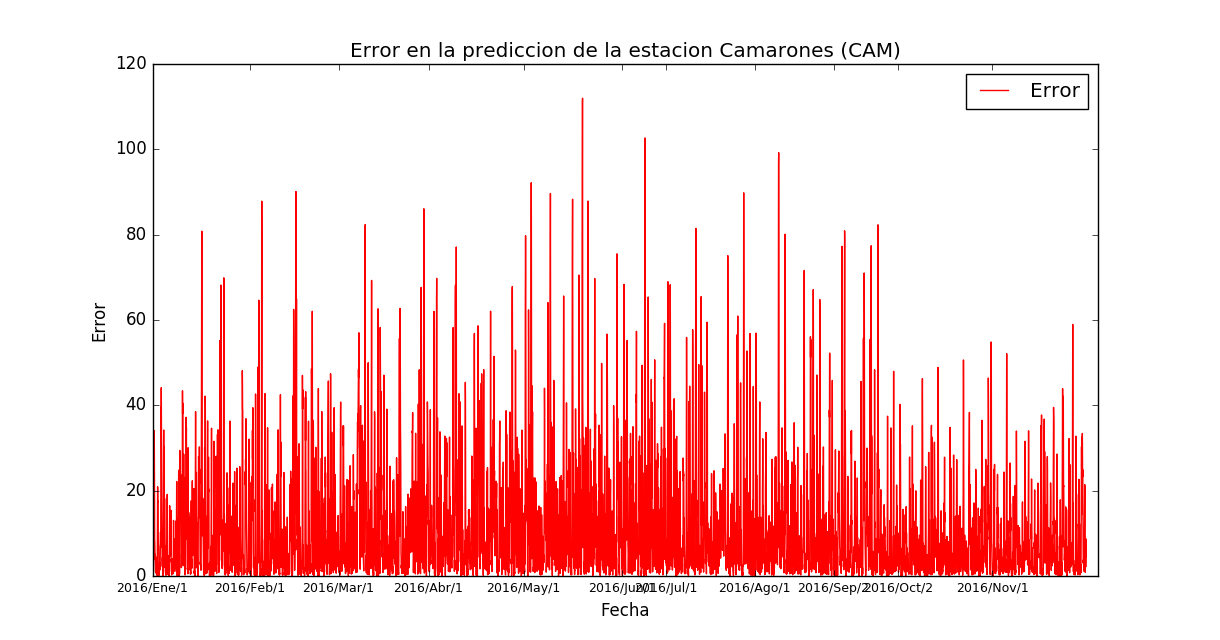 Error en la prediccion de la estacion Camarones (CAM)
120
100
80
60
40
20
0
Error
Error
2016/Ene/1 2016/Feb/1 2016/Mar/1 2016/Abr/1 2016/May/1 2016/Jun/1 2016/Jul/1 2016/Ago/1 2016/Sep/2 2016/Oct/2 2016/Nov/1
Fecha